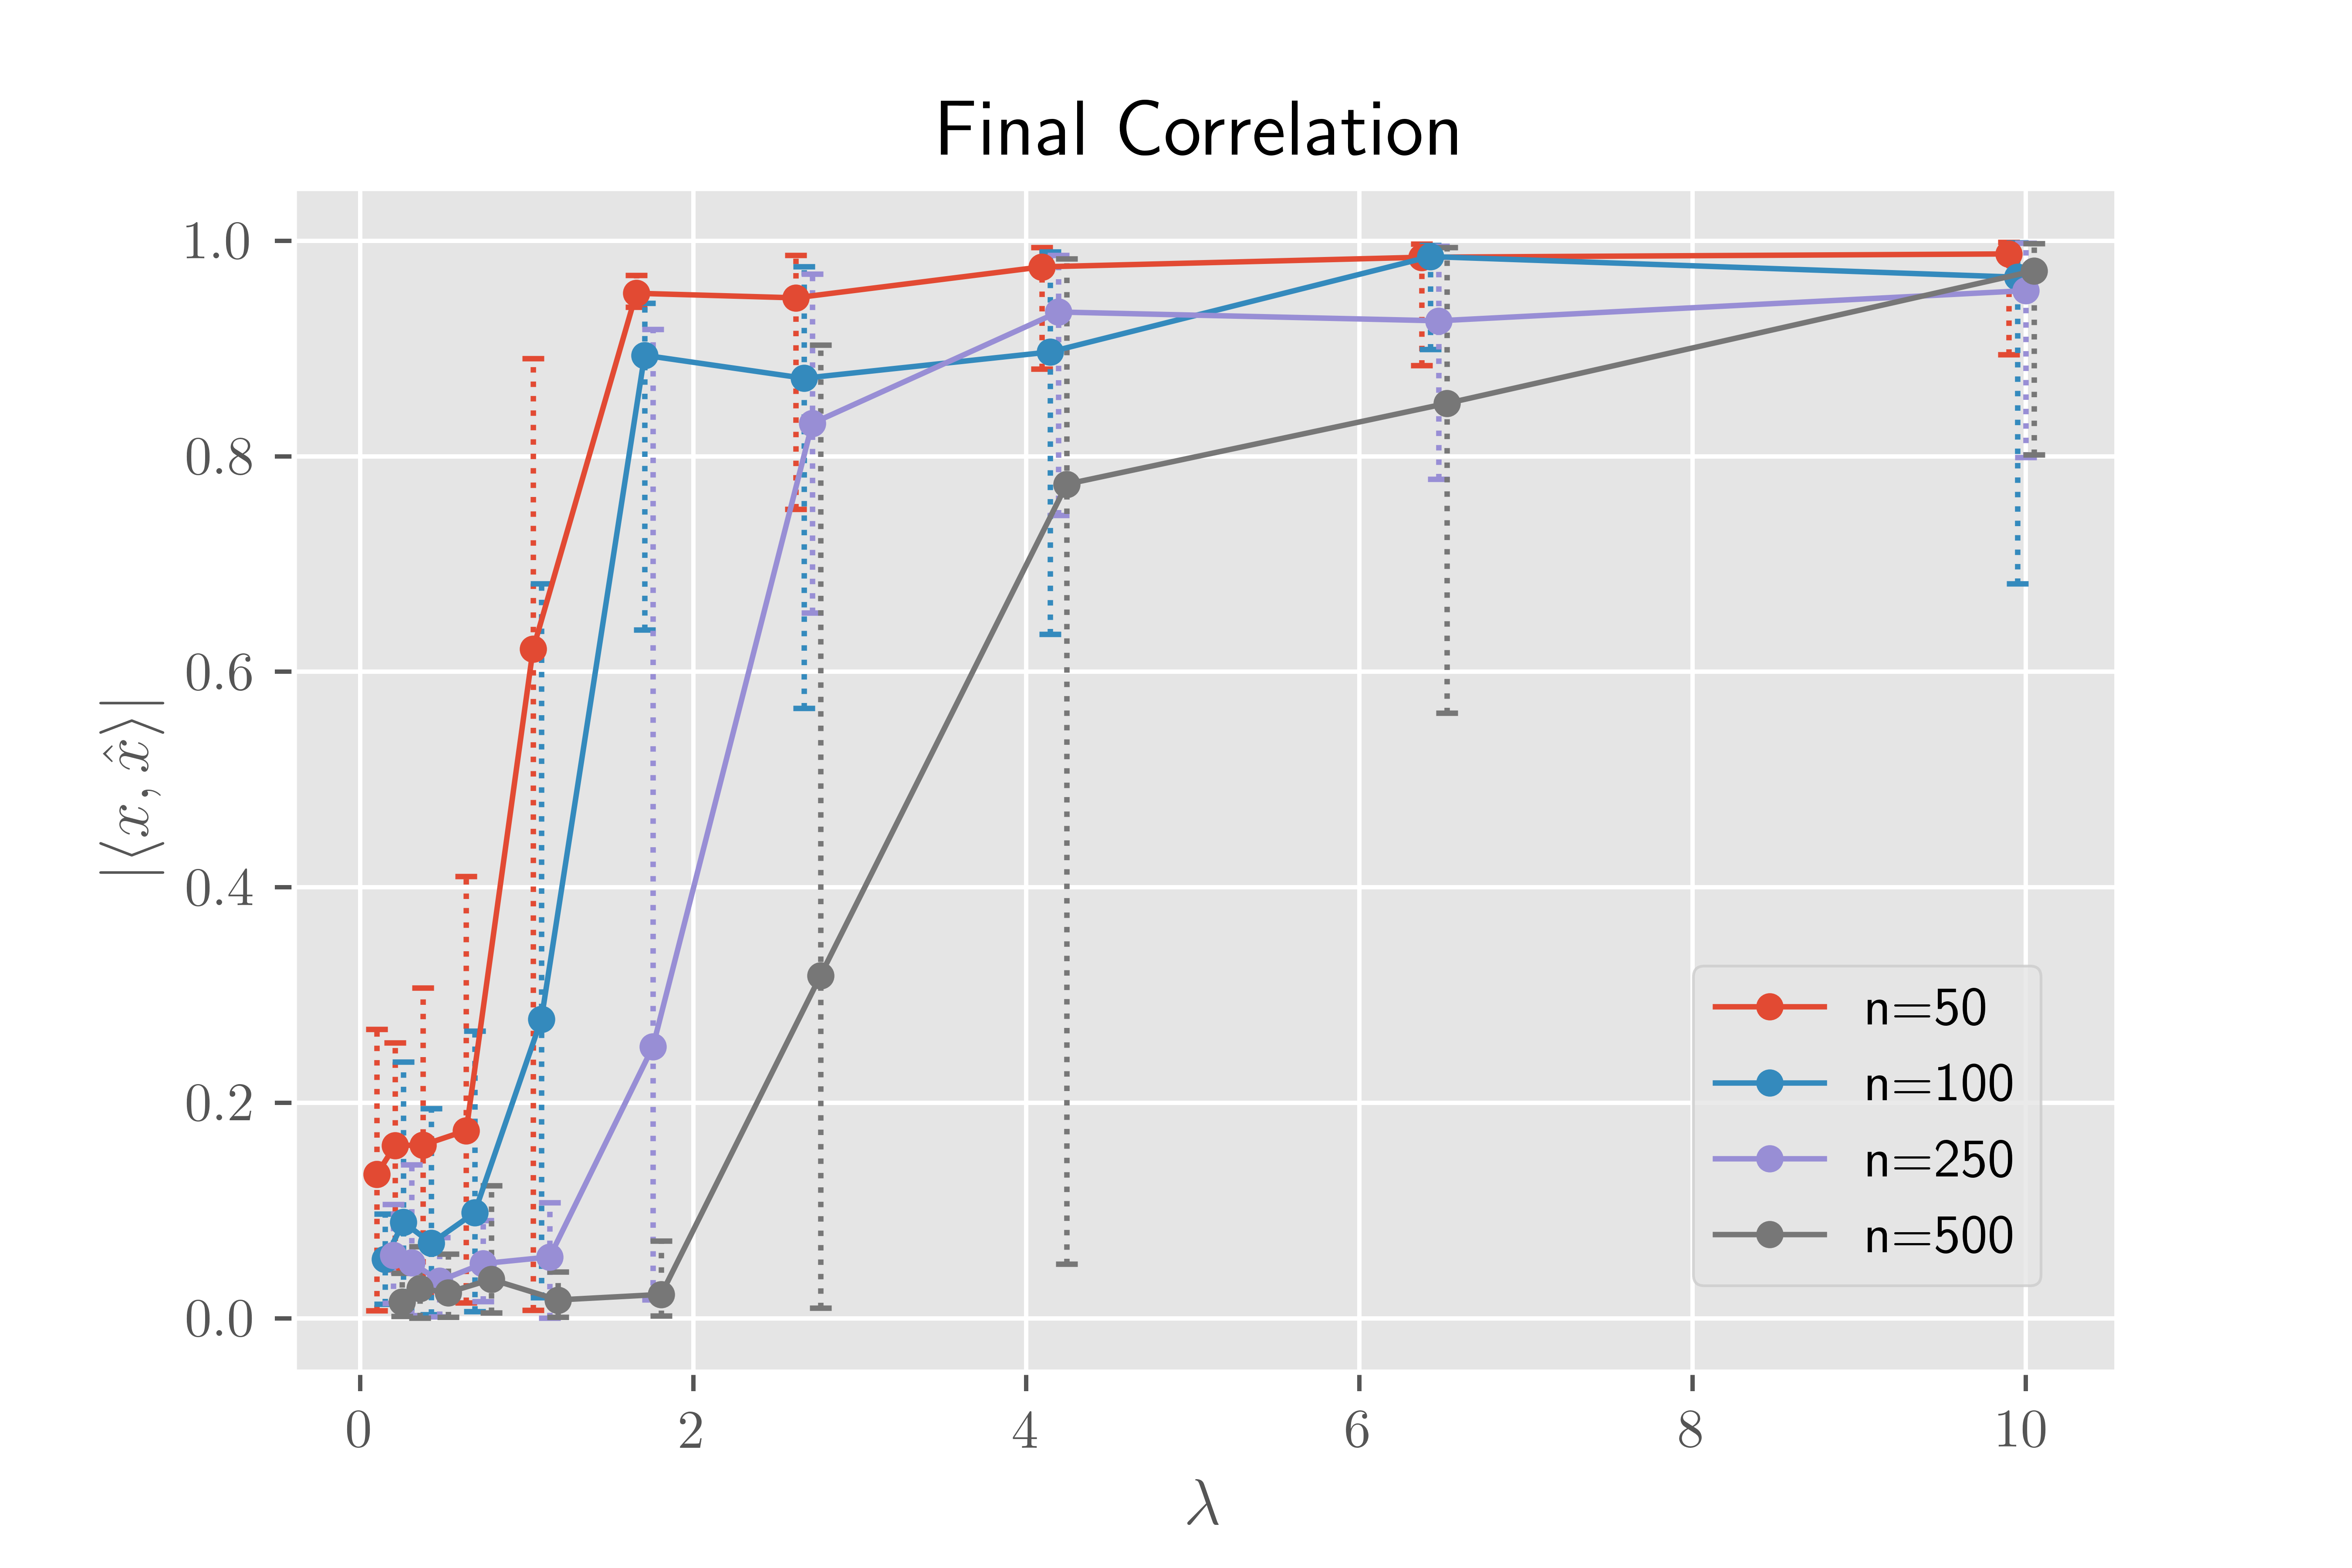 Final Correlation
1.0
0.8
0.6
0.4
0.2
0.0
|⟨x, x̂⟩|
0 2 4 6 8 10
λ
n=50
n=100
n=250
n=500